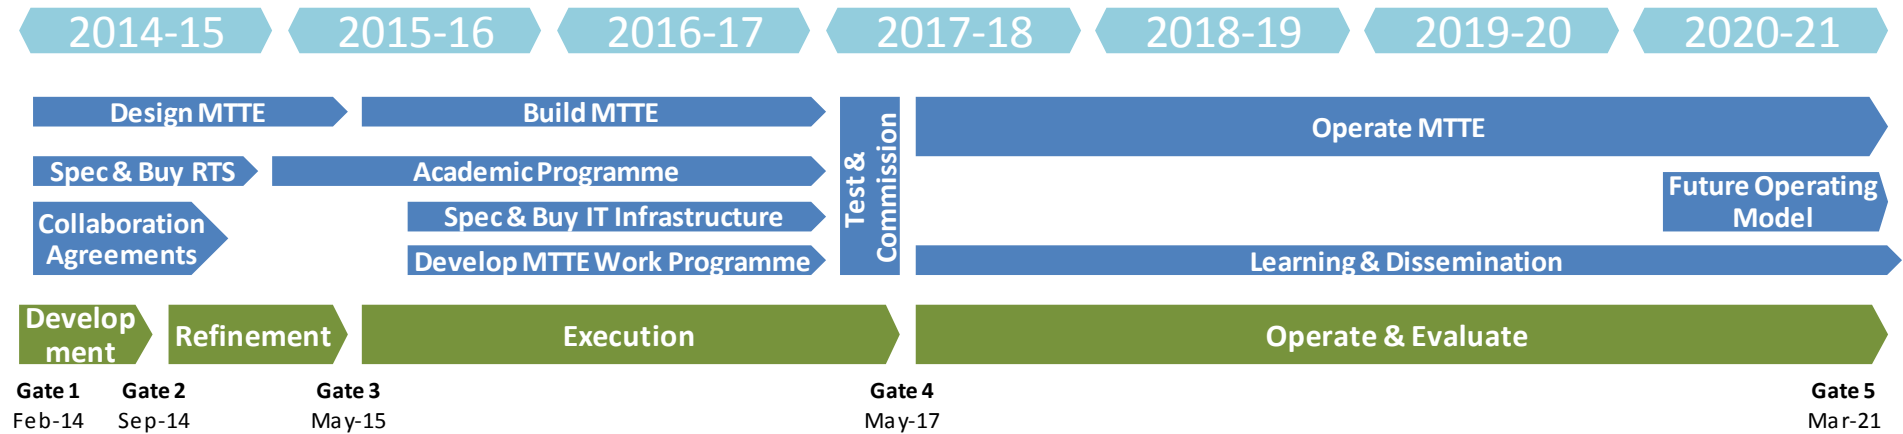 2014-15 2015-16 2016-17 2017-18 2018-19 2019-20 2020-21
Design MTTE
Build MTTE
Spec & Buy RTS
Academic Programme
Collaboration
Agreements
Spec & Buy IT Infrastructure
Develop MTTE Work Programme
Test &
Commission
Operate MTTE
Future Operating
Model
Learning & Dissemination
Develop
ment
Refinement
Execution
Operate & Evaluate
Gate 1
Feb-14
Gate 2
Sep-14
Gate 3
May-15
Gate 4
May-17
Gate 5
Mar-21